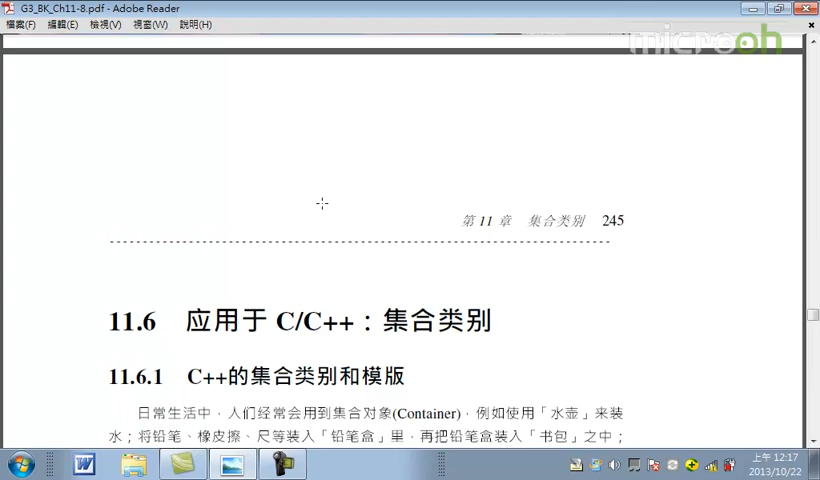 G3_BK_Ch11-8.pdf - Adobe Reader
檔案(F) 編輯(E) 檢視(V) 視窗(W) 說明(H)
microoh
第 11 章 集合类别 245
11.6 应用于 C/C++：集合类别
11.6.1 C++的集合类别和模版
日常生活中，人们经常会用到集合对象(Container)，例如使用「水壶」来装
水；将铅笔、橡皮擦、尺等装入「铅笔盒」里，再把铅笔盒装入「书包」之中；
上午 12:17
2013/10/22